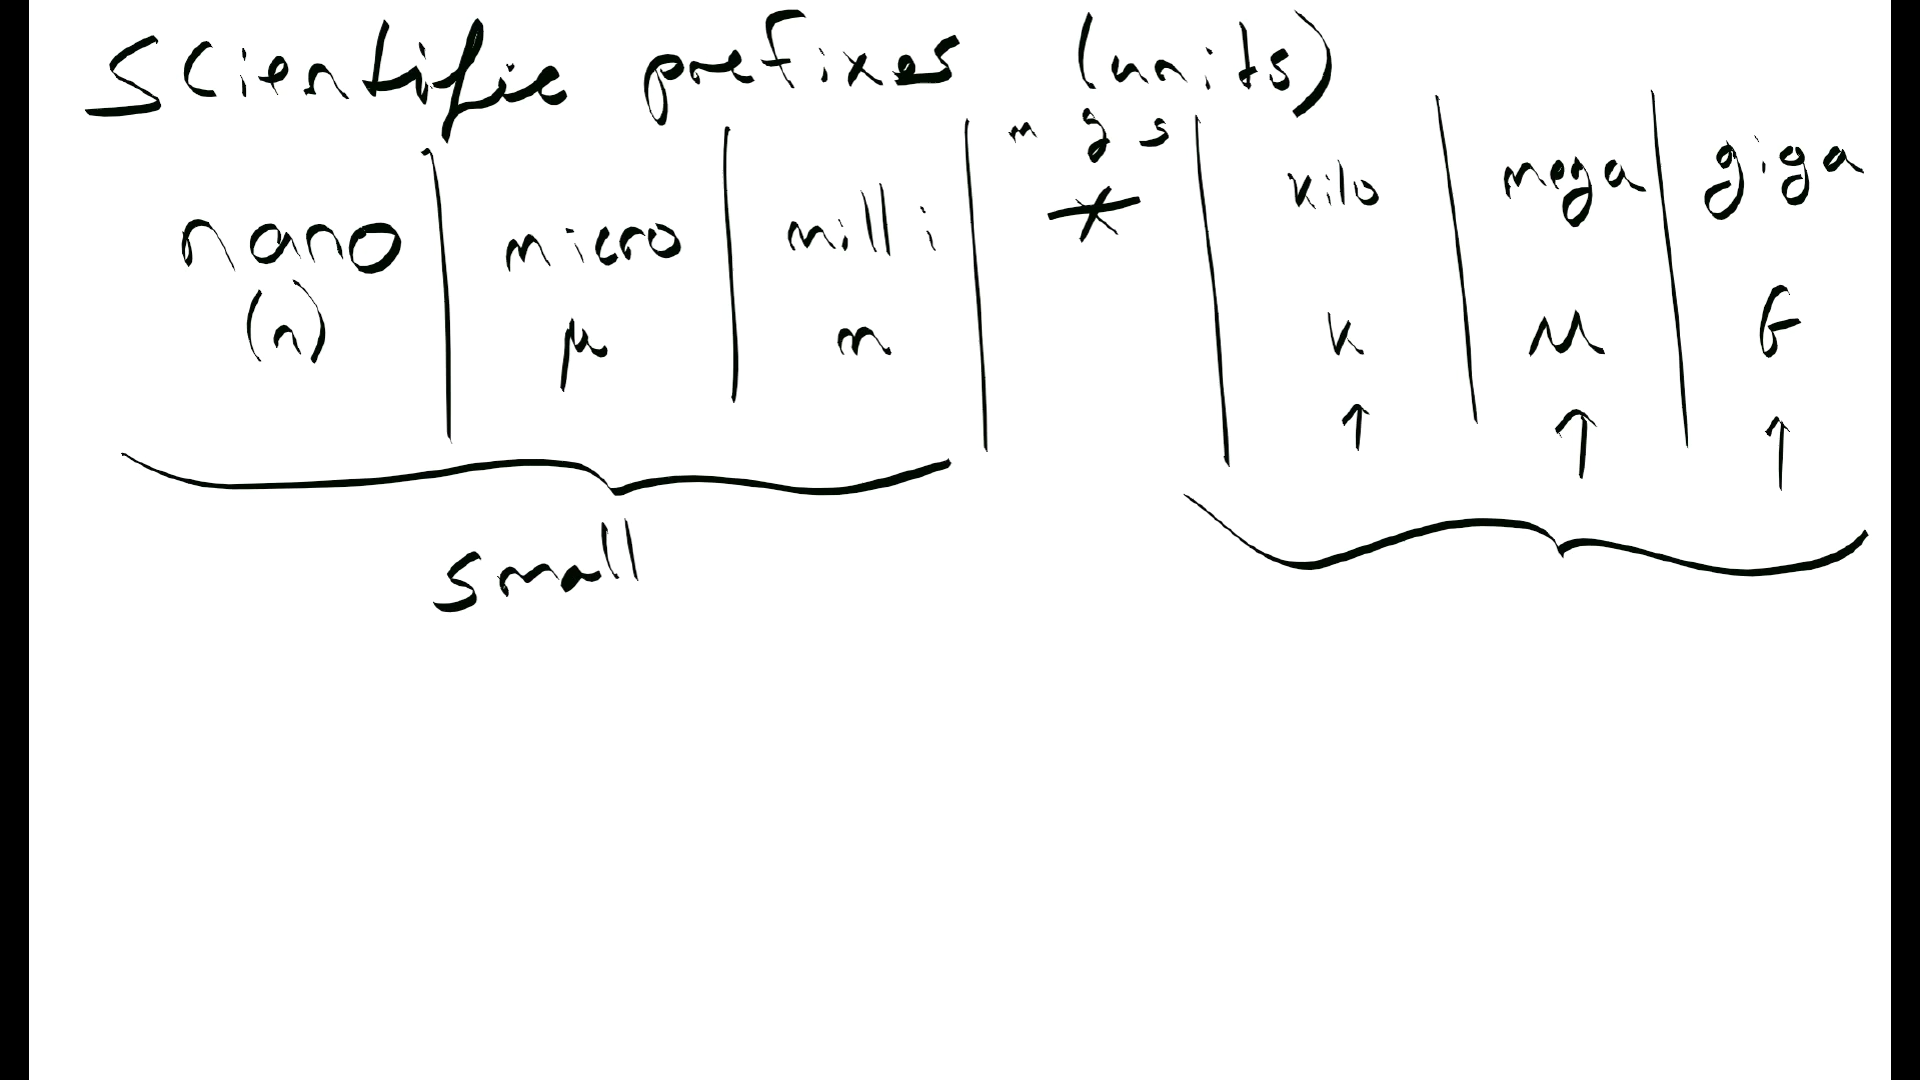 Scientific prefixes (units)
m g s
nano micro milli * kilo mega giga
(n) µ m k M G
↑ ↑ ↑
small